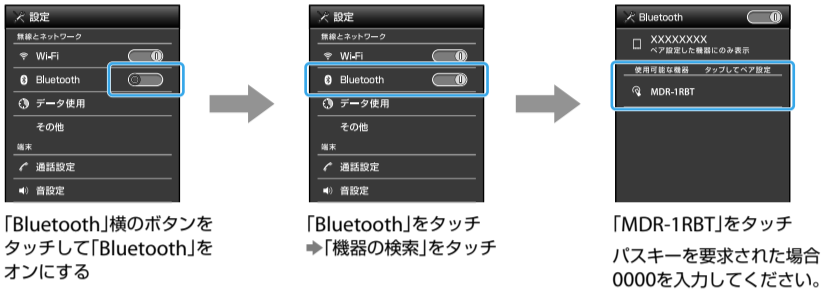 設定
無線とネットワーク
Wi-Fi
Bluetooth
データ使用
その他
端末
通話設定
音設定
「Bluetooth」横のボタンを
タッチして「Bluetooth」を
オンにする
設定
無線とネットワーク
Wi-Fi
Bluetooth
データ使用
その他
端末
通話設定
音設定
「Bluetooth」をタッチ
➡「機器の検索」をタッチ
Bluetooth
XXXXXXXX
ペア設定した機器にのみ表示
使用可能な機器 タップしてペア設定
MDR-1RBT
「MDR-1RBT」をタッチ
パスキーを要求された場合
0000を入力してください。